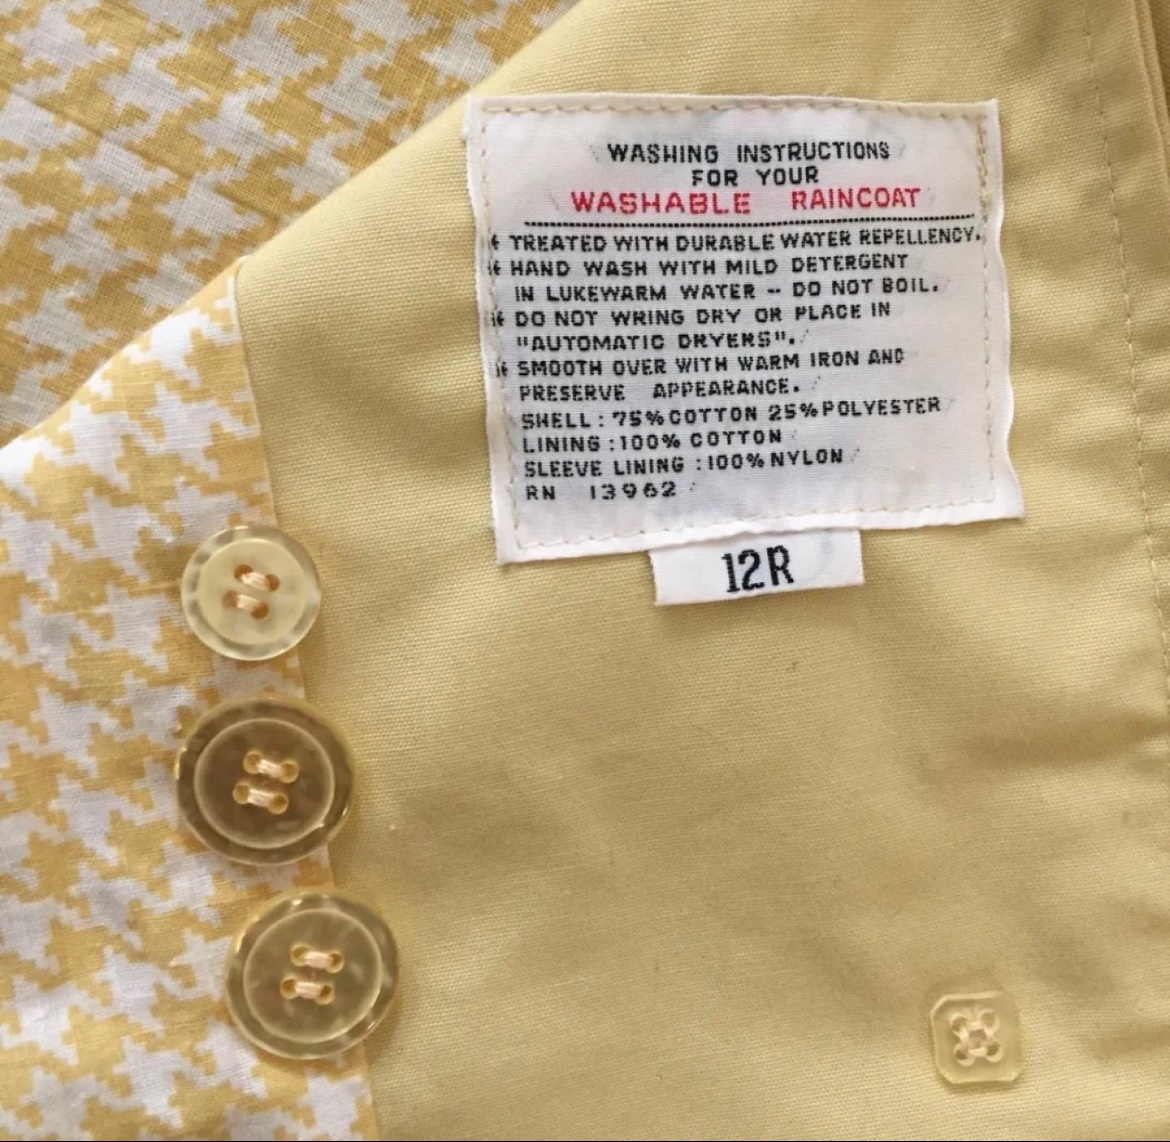 WASHING INSTRUCTIONS
FOR YOUR
WASHABLE RAINCOAT
* TREATED WITH DURABLE WATER REPELLENCY.
* HAND WASH WITH MILD DETERGENT
IN LUKEWARM WATER -- DO NOT BOIL.
* DO NOT WRING DRY OR PLACE IN
"AUTOMATIC DRYERS".
* SMOOTH OVER WITH WARM IRON AND
PRESERVE APPEARANCE.
SHELL: 75% COTTON 25% POLYESTER
LINING: 100% COTTON
SLEEVE LINING: 100% NYLON
RN 13962
12R